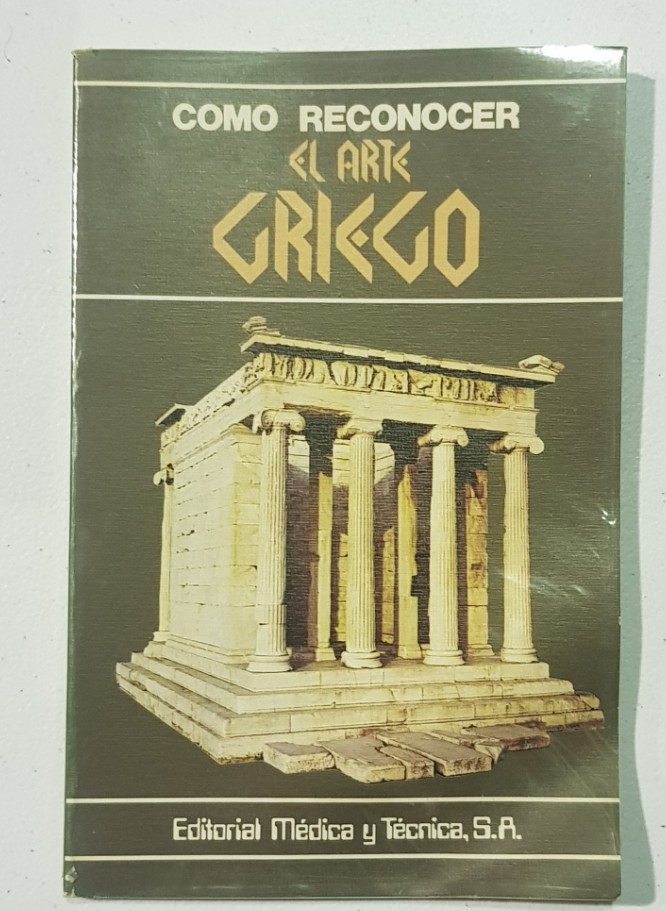 COMO RECONOCER
EL ARTE
GRIEGO
Editorial Médica y Técnica, S.A.